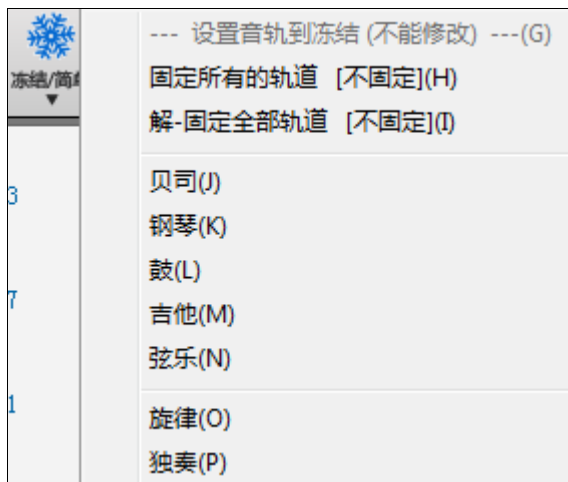 --- 设置音轨到冻结 (不能修改) ---(G)
冻结/简
固定所有的轨道 [不固定](H)
解-固定全部轨道 [不固定](I)
贝司(J)
3
钢琴(K)
鼓(L)
7
吉他(M)
弦乐(N)
1
旋律(O)
独奏(P)